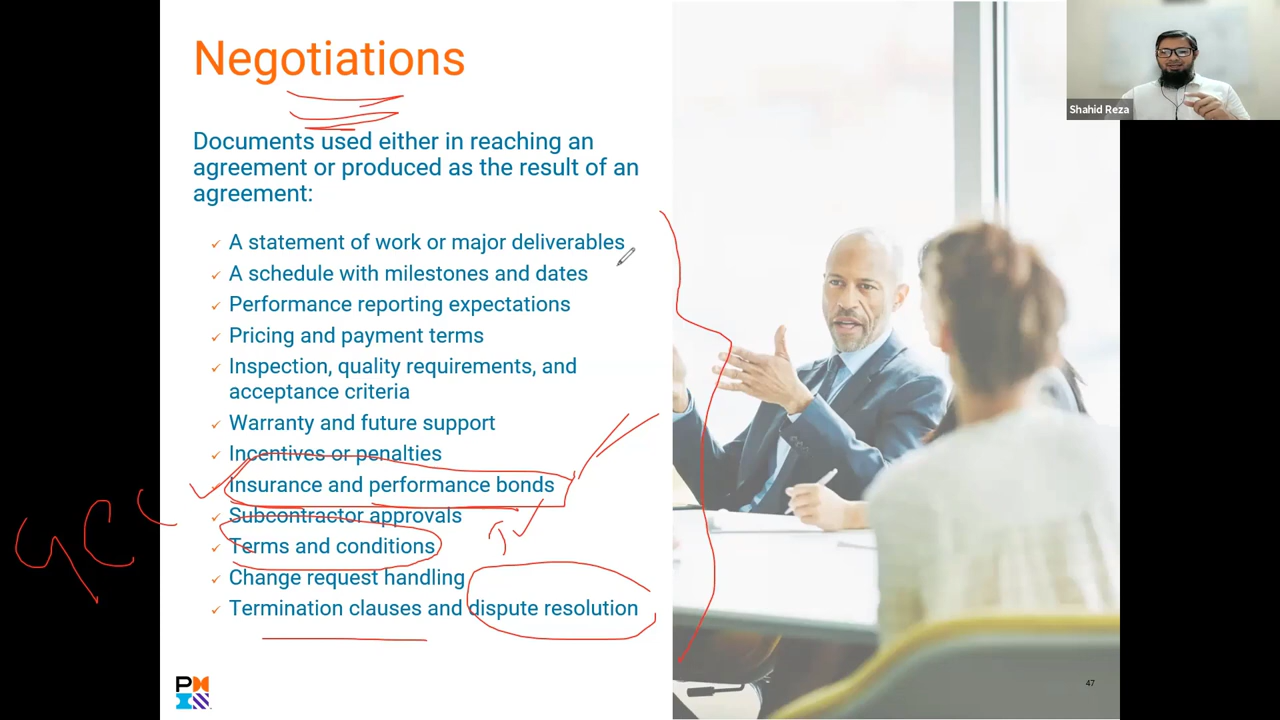 Negotiations
Shahid Reza
Documents used either in reaching an
agreement or produced as the result of an
agreement:
A statement of work or major deliverables
A schedule with milestones and dates
Performance reporting expectations
Pricing and payment terms
Inspection, quality requirements, and
acceptance criteria
Warranty and future support
Incentives or penalties
Insurance and performance bonds
Subcontractor approvals
Terms and conditions
Change request handling
Termination clauses and dispute resolution
GCC
47